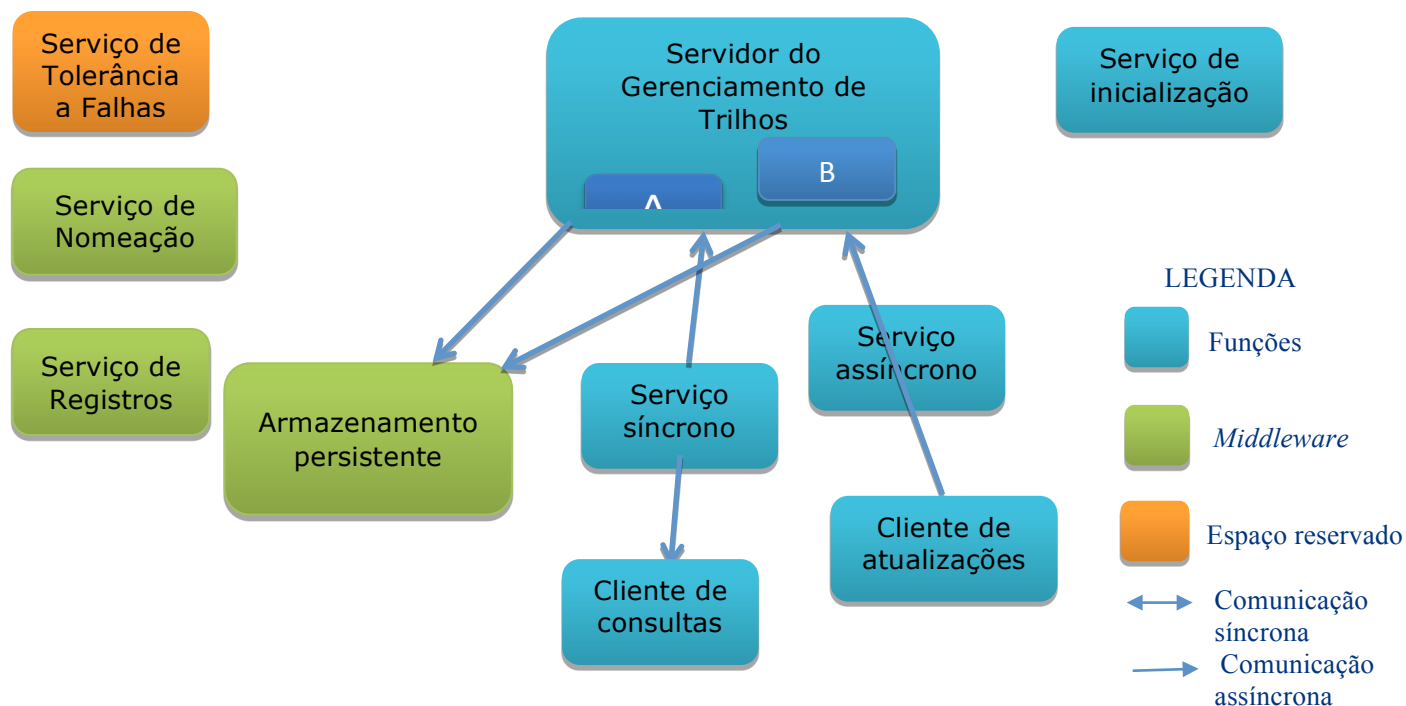 Serviço de
Tolerância
a Falhas
Servidor do
Gerenciamento de
Trilhos
A
B
Serviço de
inicialização
Serviço de
Nomeação
Serviço de
Registros
Armazenamento
persistente
Serviço
síncrono
Serviço
assíncrono
Cliente de
consultas
Cliente de
atualizações
LEGENDA
Funções
Middleware
Espaço reservado
Comunicação
síncrona
Comunicação
assíncrona